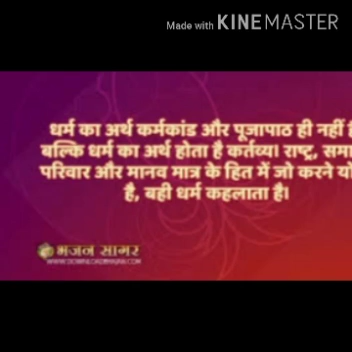 Made with KINEMASTER
धर्म का अर्थ कर्मकांड और पूजापाठ ही नहीं
बल्कि धर्म का अर्थ होता है कर्तव्य। राष्ट्र,
परिवार और मानव मात्र के हित में जो करने
है, वही धर्म कहलाता है।
भजन सागर